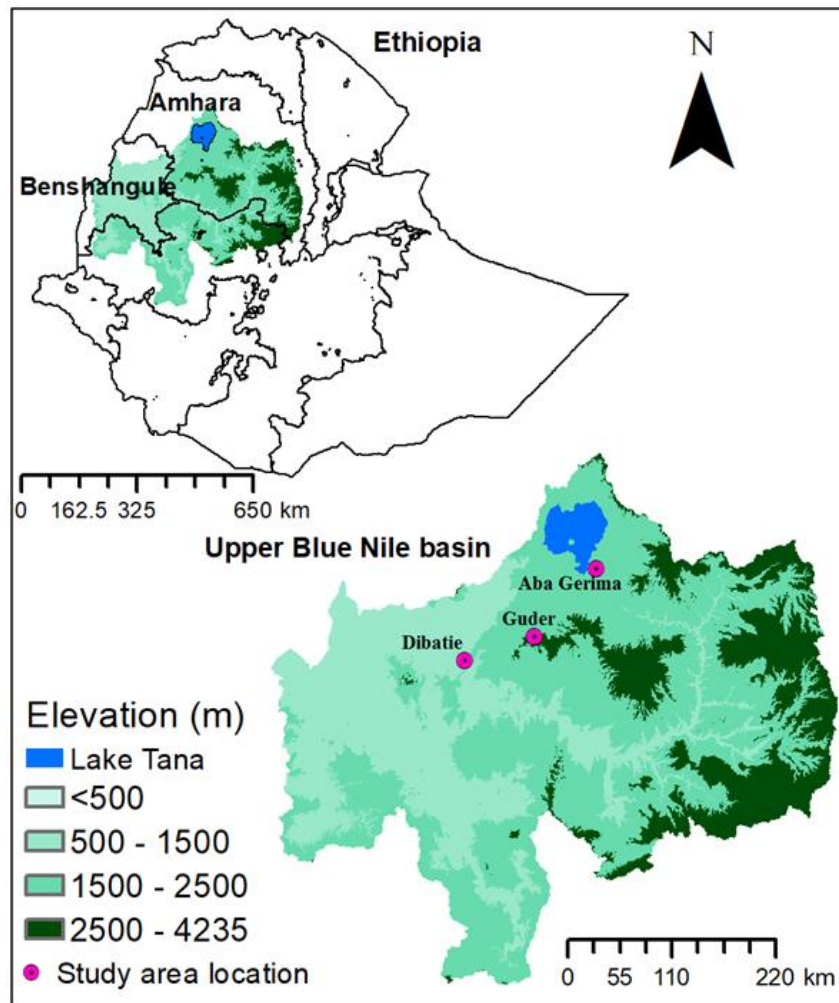 Ethiopia
N
Amhara
Benshangule
0 162.5 325 650 km
Upper Blue Nile basin
Aba Gerima
Guder
Dibatie
Elevation (m)
Lake Tana
<500
500 - 1500
1500 - 2500
2500 - 4235
Study area location
0 55 110 220 km